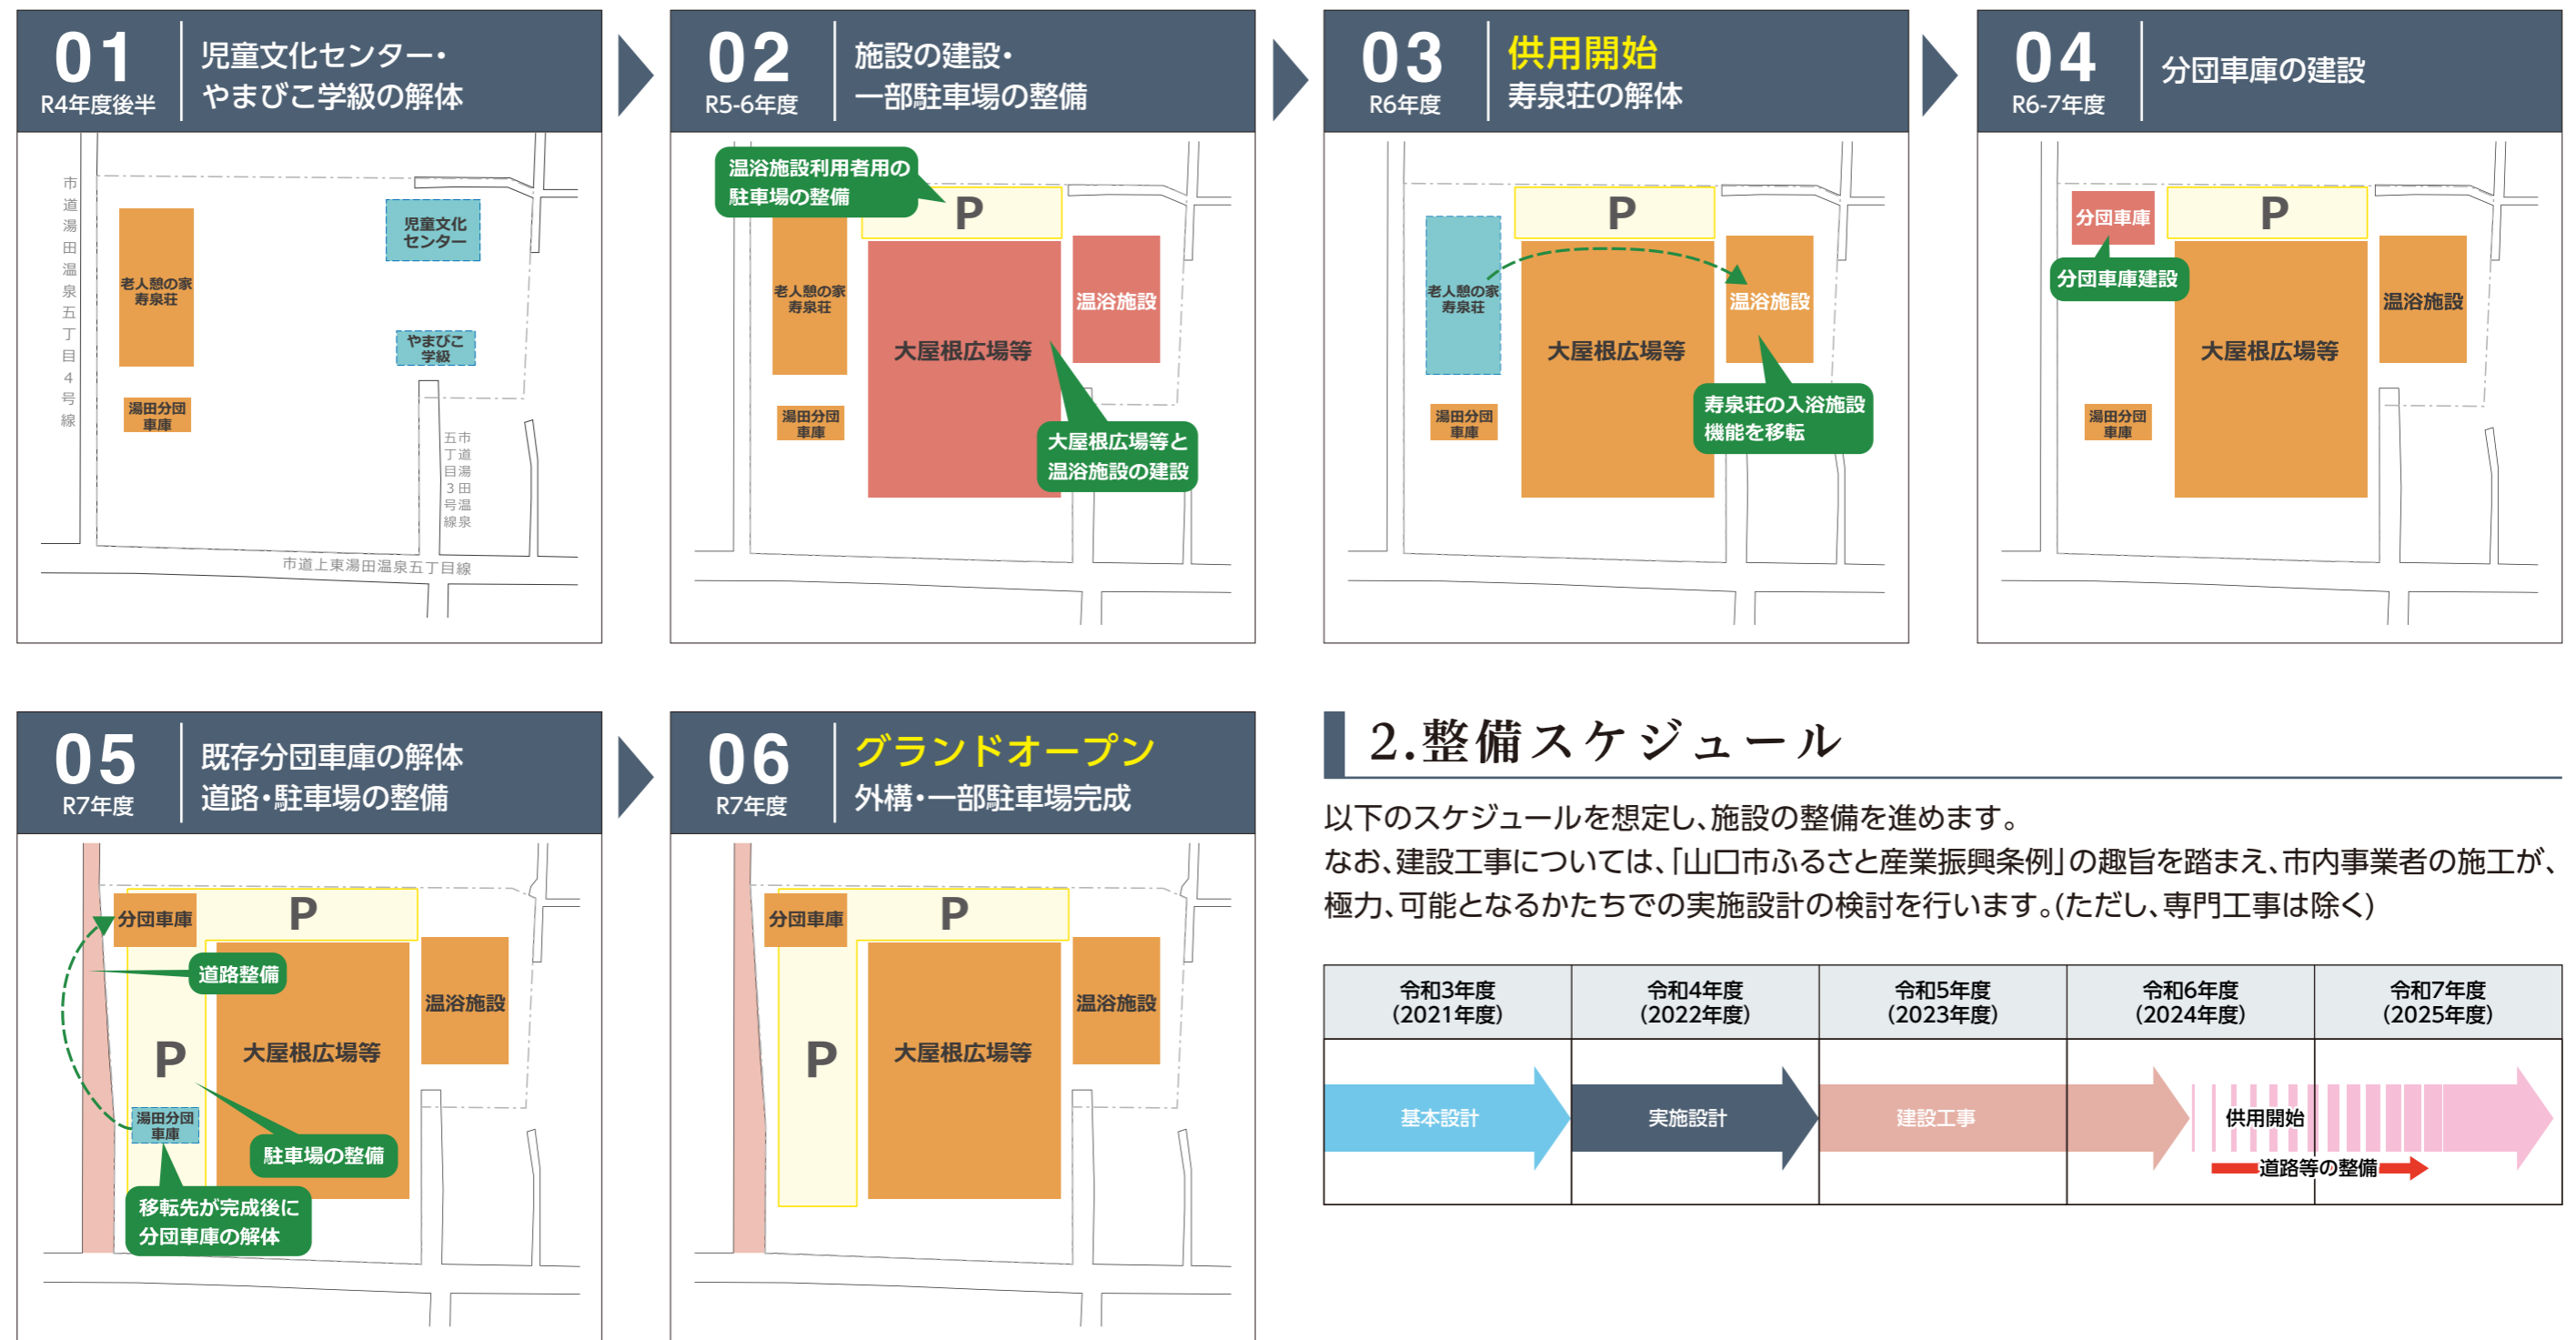 01
R4年度後半
児童文化センター・
やまびこ学級の解体
市道湯田温泉五丁目4号線
老人憩の家
寿泉荘
湯田分団
車庫
児童文化
センター
やまびこ
学級
市道湯田温泉
五丁目3号線
市道上東湯田温泉五丁目線
02
R5-6年度
施設の建設・
一部駐車場の整備
温浴施設利用者用の
駐車場の整備
P
老人憩の家
寿泉荘
湯田分団
車庫
大屋根広場等
温浴施設
大屋根広場等と
温浴施設の建設
03
R6年度
供用開始
寿泉荘の解体
P
老人憩の家
寿泉荘
湯田分団
車庫
大屋根広場等
温浴施設
寿泉荘の入浴施設
機能を移転
04
R6-7年度
分団車庫の建設
分団車庫
P
分団車庫建設
温浴施設
大屋根広場等
湯田分団
車庫
05
R7年度
既存分団車庫の解体
道路・駐車場の整備
分団車庫
P
道路整備
温浴施設
P
大屋根広場等
湯田分団
車庫
駐車場の整備
移転先が完成後に
分団車庫の解体
06
R7年度
グランドオープン
外構・一部駐車場完成
分団車庫
P
温浴施設
P
大屋根広場等
2.整備スケジュール
以下のスケジュールを想定し、施設の整備を進めます。
なお、建設工事については、「山口市ふるさと産業振興条例」の趣旨を踏まえ、市内事業者の施工が、
極力、可能となるかたちでの実施設計の検討を行います。(ただし、専門工事は除く)
令和3年度
(2021年度)
令和4年度
(2022年度)
令和5年度
(2023年度)
令和6年度
(2024年度)
令和7年度
(2025年度)
基本設計
実施設計
建設工事
供用開始
道路等の整備